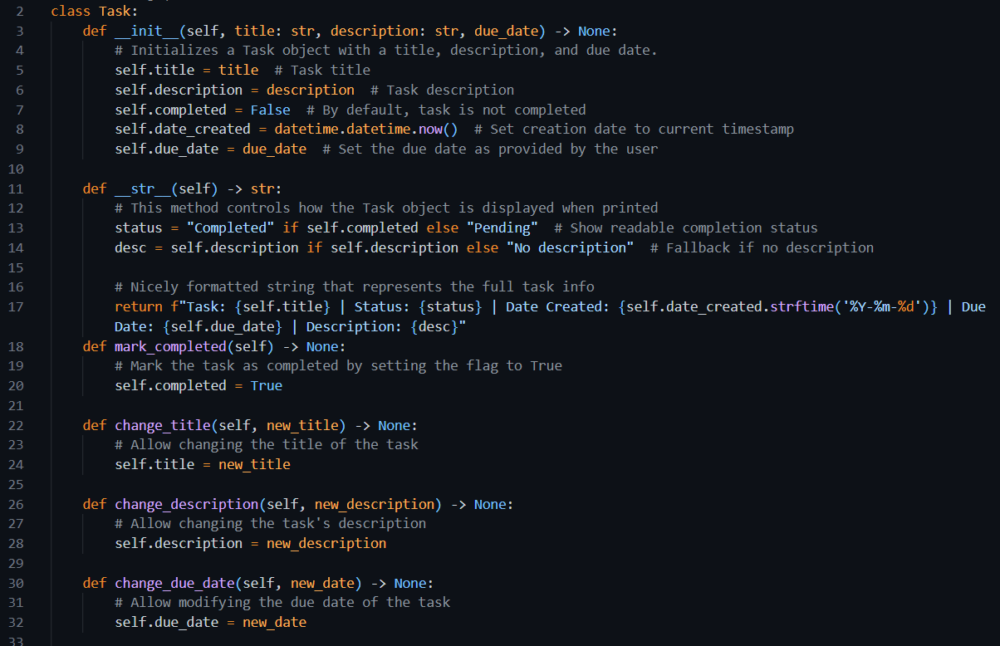 2 class Task:
3     def __init__(self, title: str, description: str, due_date) -> None:
4         # Initializes a Task object with a title, description, and due date.
5         self.title = title  # Task title
6         self.description = description  # Task description
7         self.completed = False  # By default, task is not completed
8         self.date_created = datetime.datetime.now()  # Set creation date to current timestamp
9         self.due_date = due_date  # Set the due date as provided by the user
10
11     def __str__(self) -> str:
12         # This method controls how the Task object is displayed when printed
13         status = "Completed" if self.completed else "Pending"  # Show readable completion status
14         desc = self.description if self.description else "No description"  # Fallback if no description
15
16         # Nicely formatted string that represents the full task info
17         return f"Task: {self.title} | Status: {status} | Date Created: {self.date_created.strftime('%Y-%m-%d')} | Due
        Date: {self.due_date} | Description: {desc}"
18     def mark_completed(self) -> None:
19         # Mark the task as completed by setting the flag to True
20         self.completed = True
21
22     def change_title(self, new_title) -> None:
23         # Allow changing the title of the task
24         self.title = new_title
25
26     def change_description(self, new_description) -> None:
27         # Allow changing the task's description
28         self.description = new_description
29
30     def change_due_date(self, new_date) -> None:
31         # Allow modifying the due date of the task
32         self.due_date = new_date
33